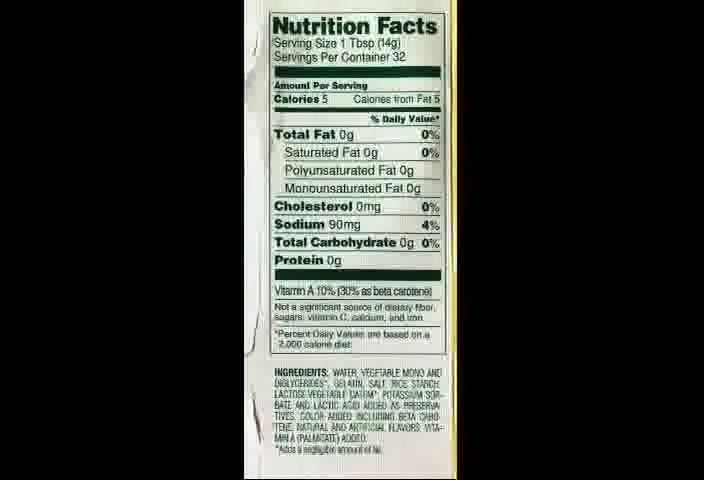 Nutrition Facts
Serving Size 1 Tbsp (14g)
Servings Per Container 32
Amount Per Serving
Calories 5 Calories from Fat 5
% Daily Value*
Total Fat 0g 0%
Saturated Fat 0g 0%
Polyunsaturated Fat 0g
Monounsaturated Fat 0g
Cholesterol 0mg 0%
Sodium 90mg 4%
Total Carbohydrate 0g 0%
Protein 0g
Vitamin A 10% (30% as beta carotene)
Not a significant source of dietary fiber,
sugars, vitamin C, calcium, and iron.
*Percent Daily Values are based on a
2,000 calorie diet.
INGREDIENTS: WATER, VEGETABLE MONO AND
DIGLYCERIDES*, GELATIN, SALT, RICE STARCH,
LACTOSE VEGETABLE DATEM*, POTASSIUM SOR-
BATE AND LACTIC ACID ADDED AS PRESERVA-
TIVES, COLOR ADDED INCLUDING BETA CARO-
TENE, NATURAL AND ARTIFICIAL FLAVORS, VITA-
MIN A (PALMITATE) ADDED.
*Adds a negligible amount of fat.